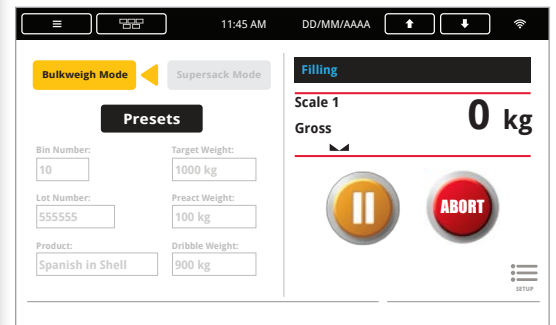 11:45 AM
DD/MM/AAAA
Bulkweigh Mode
Supersack Mode
Presets
Bin Number:
10
Target Weight:
1000 kg
Lot Number:
555555
Preact Weight:
100 kg
Product:
Spanish in Shell
Dribble Weight:
900 kg
Filling
Scale 1
Gross
0 kg
ABORT
SETUP